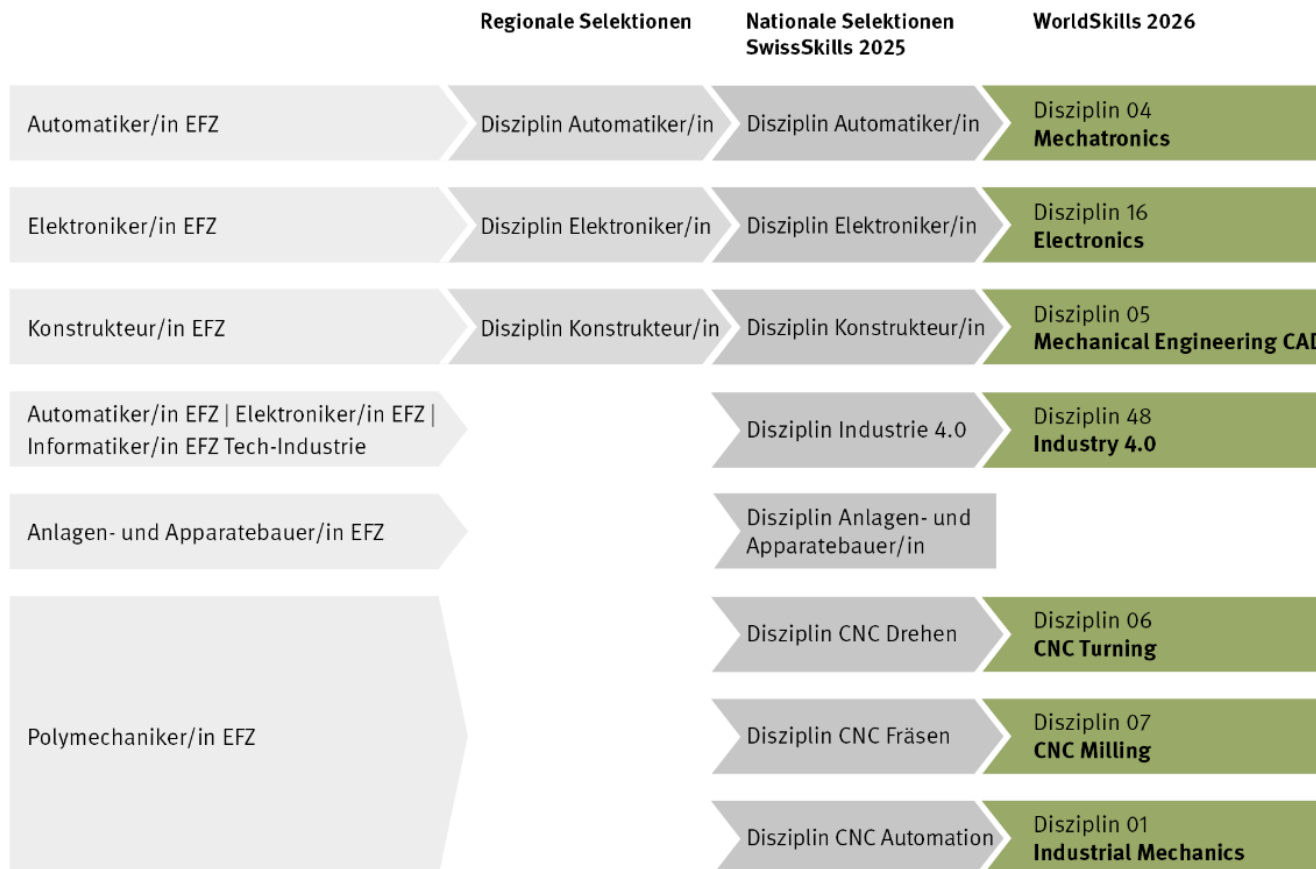 Regionale Selektionen
Nationale Selektionen
SwissSkills 2025
WorldSkills 2026
Automatiker/in EFZ
Disziplin Automatiker/in
Disziplin Automatiker/in
Disziplin 04
Mechatronics
Elektroniker/in EFZ
Disziplin Elektroniker/in
Disziplin Elektroniker/in
Disziplin 16
Electronics
Konstrukteur/in EFZ
Disziplin Konstrukteur/in
Disziplin Konstrukteur/in
Disziplin 05
Mechanical Engineering CAD
Automatiker/in EFZ | Elektroniker/in EFZ |
Informatiker/in EFZ Tech-Industrie
Disziplin Industrie 4.0
Disziplin 48
Industry 4.0
Anlagen- und Apparatebauer/in EFZ
Disziplin Anlagen- und
Apparatebauer/in
Polymechaniker/in EFZ
Disziplin CNC Drehen
Disziplin 06
CNC Turning
Disziplin CNC Fräsen
Disziplin 07
CNC Milling
Disziplin CNC Automation
Disziplin 01
Industrial Mechanics